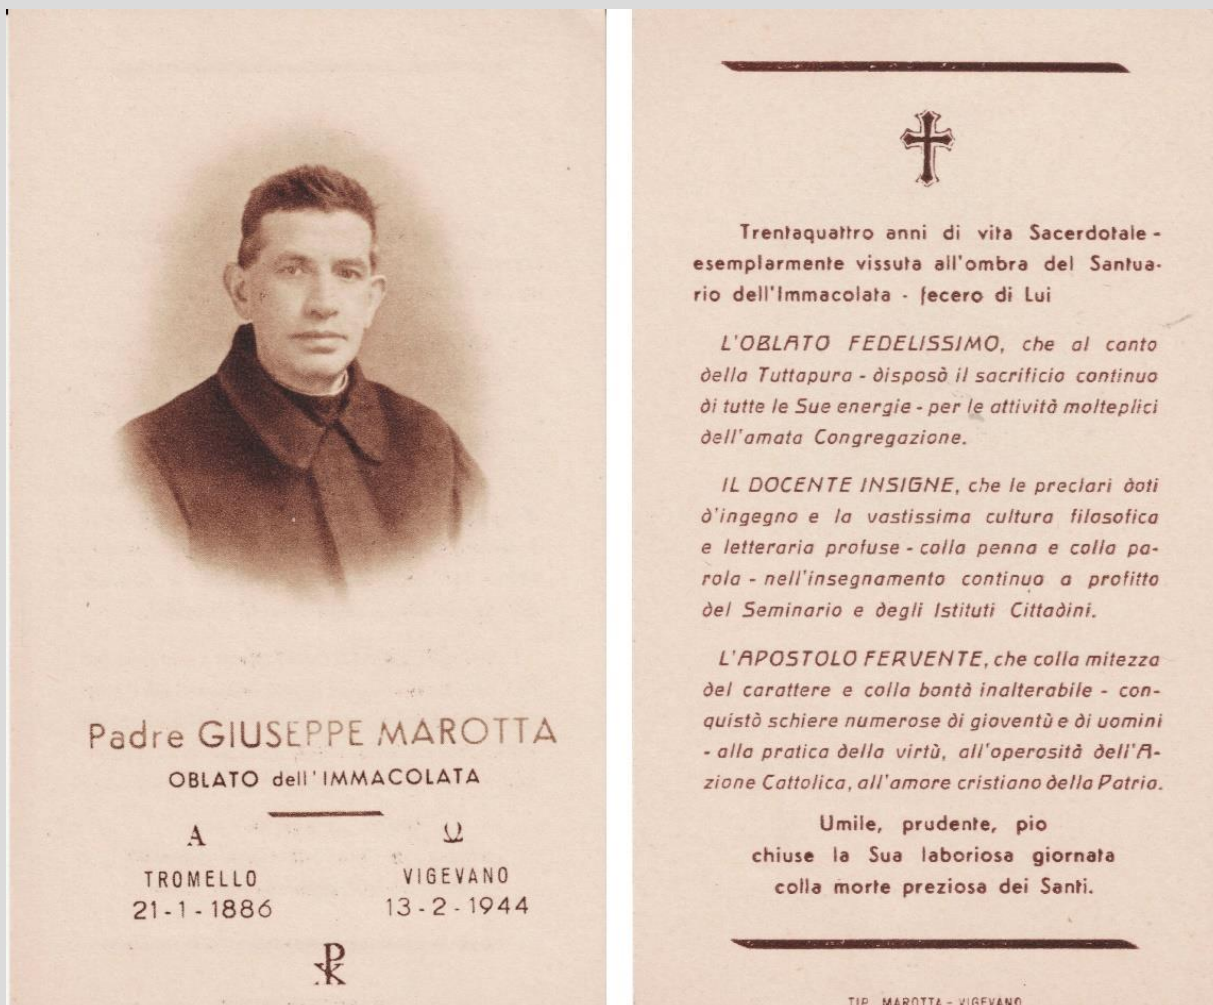 Padre GIUSEPPE MAROTTA
OBLATO dell'IMMACOLATA
A Ω
TROMELLO VIGEVANO
21-1-1886 13-2-1944
Trentaquattro anni di vita Sacerdotale -
esemplarmente vissuta all'ombra del Santua-
rio dell'Immacolata - fecero di Lui
L'OBLATO FEDELISSIMO, che al canto
della Tuttapura - disposò il sacrificio continuo
di tutte le Sue energie - per le attività molteplici
dell'amata Congregazione.
IL DOCENTE INSIGNE, che le preclari doti
d'ingegno e la vastissima cultura filosofica
e letteraria profuse - colla penna e colla pa-
rola - nell'insegnamento continuo a profitto
del Seminario e degli Istituti Cittadini.
L'APOSTOLO FERVENTE, che colla mitezza
del carattere e colla bontà inalterabile - con-
quistò schiere numerose di gioventù e di uomini
- alla pratica della virtù, all'operosità dell'A-
zione Cattolica, all'amore cristiano della Patria.
Umile, prudente, pio
chiuse la Sua laboriosa giornata
colla morte preziosa dei Santi.
TIP. MAROTTA - VIGEVANO